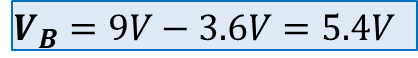 V_B = 9V − 3.6V = 5.4V